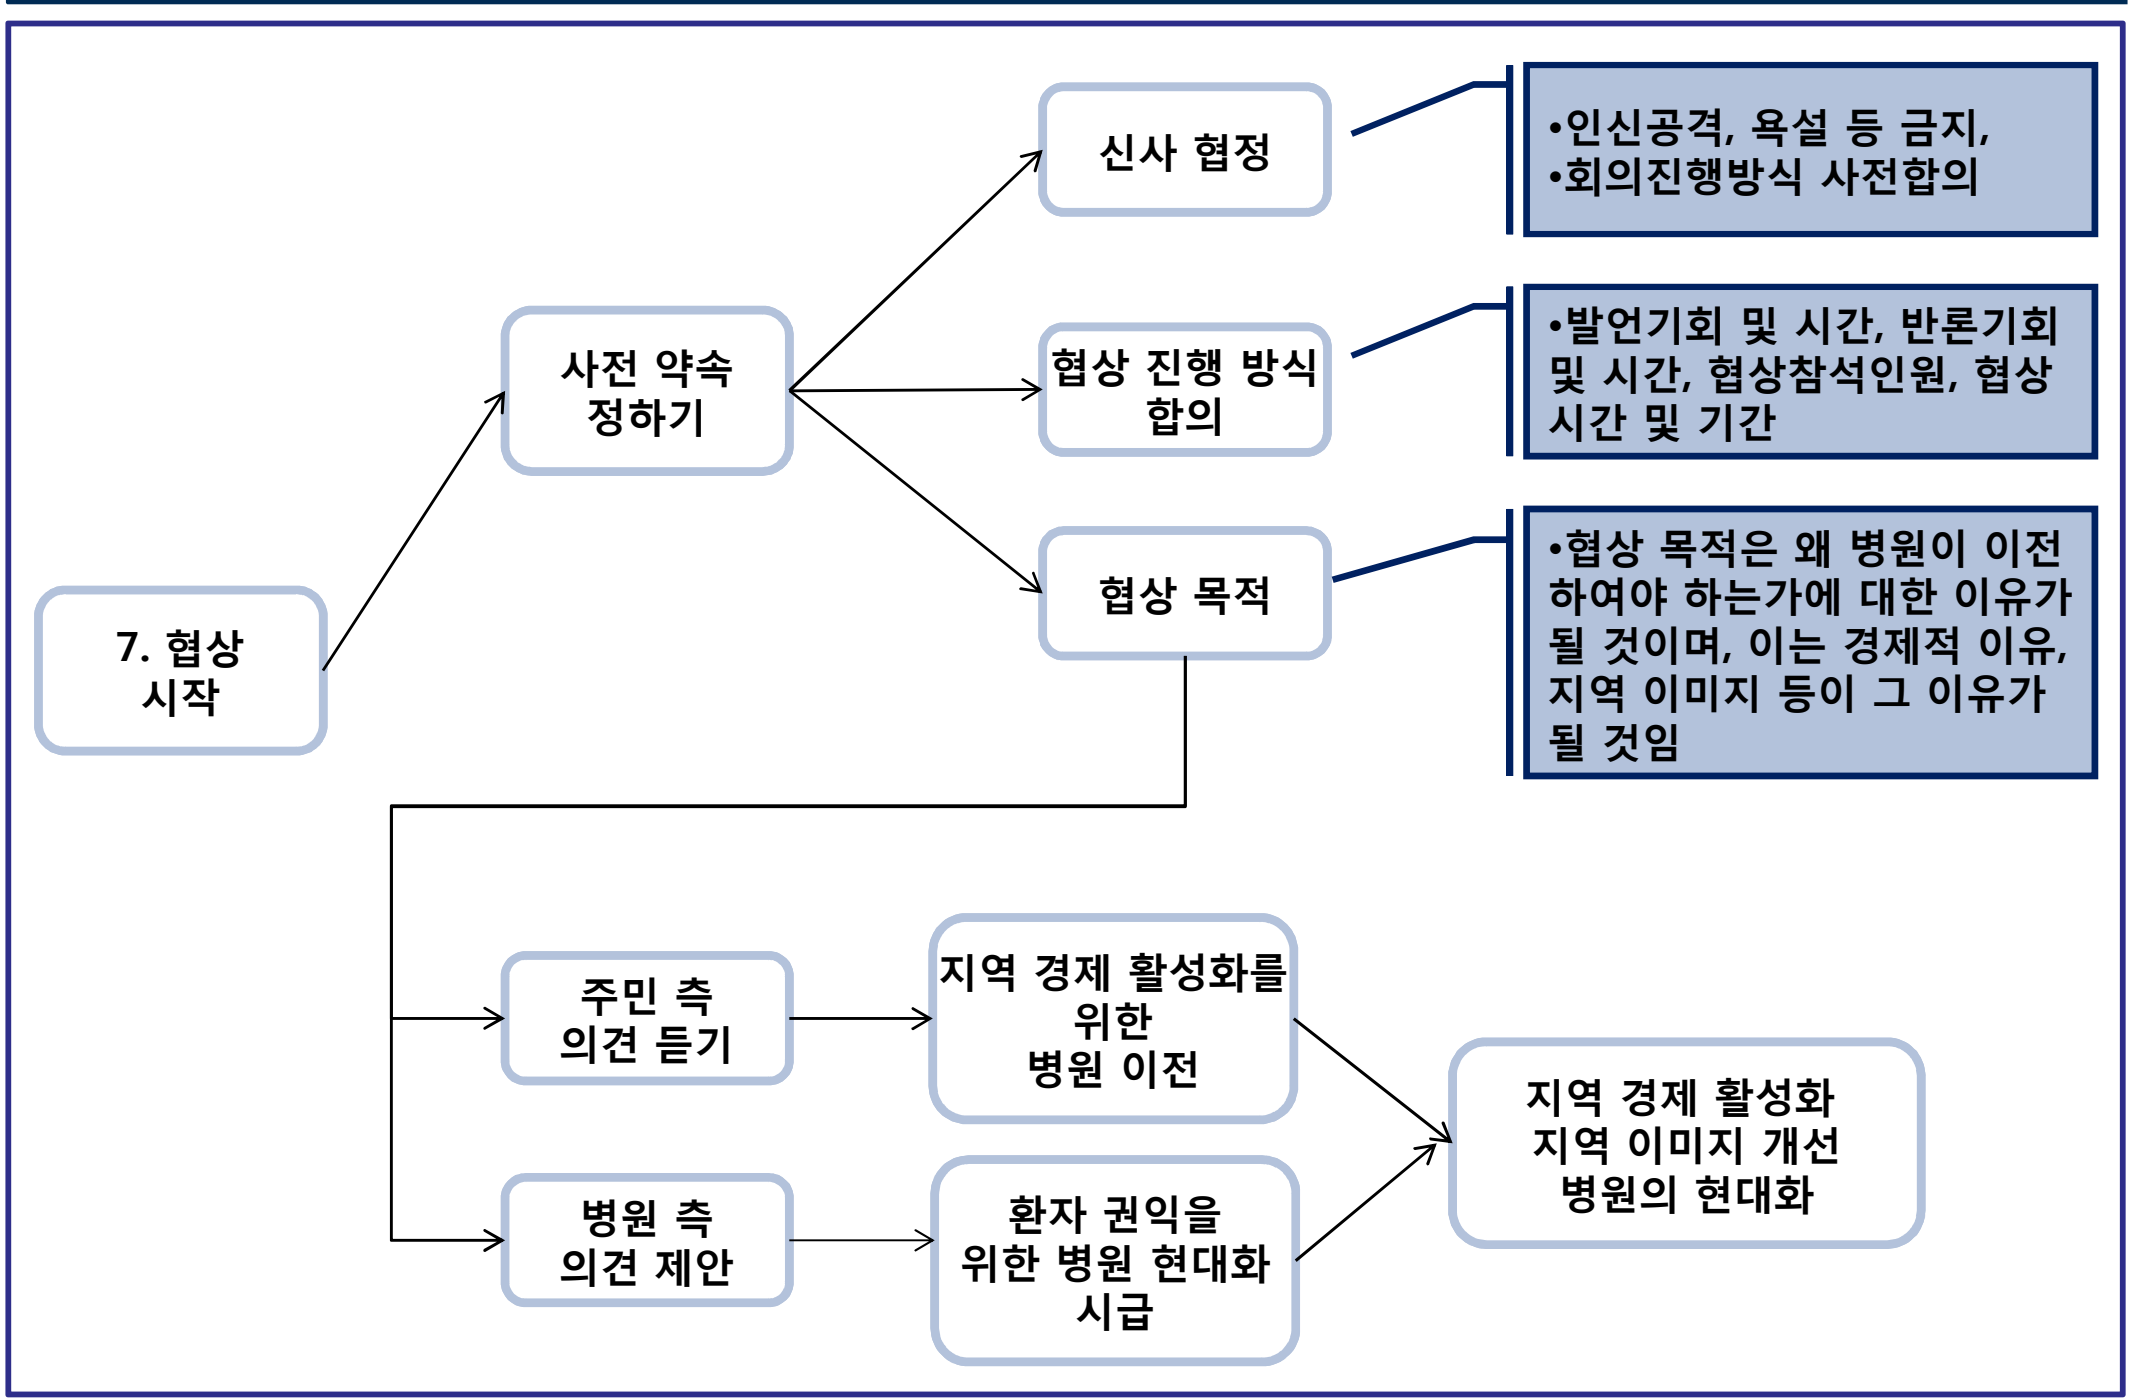 신사 협정
•인신공격, 욕설 등 금지,
•회의진행방식 사전합의
사전 약속
정하기
협상 진행 방식
합의
•발언기회 및 시간, 반론기회
및 시간, 협상참석인원, 협상
시간 및 기간
7. 협상
시작
협상 목적
•협상 목적은 왜 병원이 이전
하여야 하는가에 대한 이유가
될 것이며, 이는 경제적 이유,
지역 이미지 등이 그 이유가
될 것임
주민 측
의견 듣기
지역 경제 활성화를
위한
병원 이전
병원 측
의견 제안
환자 권익을
위한 병원 현대화
시급
지역 경제 활성화
지역 이미지 개선
병원의 현대화